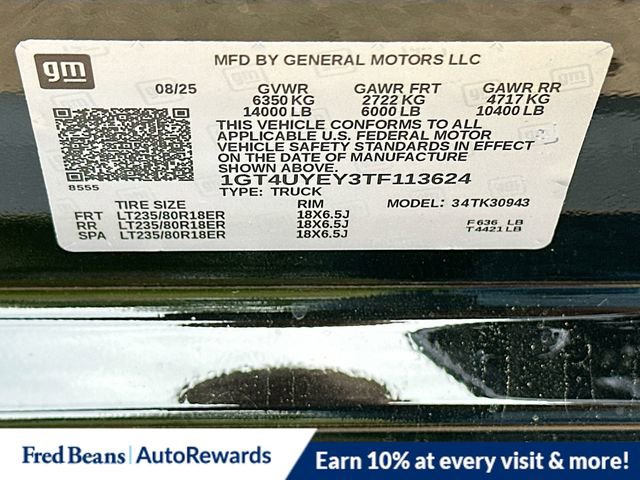 gm
MFD BY GENERAL MOTORS LLC
08/25 GVWR GAWR FRT GAWR RR
6350 KG 2722 KG 4717 KG
14000 LB 6000 LB 10400 LB
THIS VEHICLE CONFORMS TO ALL
APPLICABLE U.S. FEDERAL MOTOR
VEHICLE SAFETY STANDARDS IN EFFECT
ON THE DATE OF MANUFACTURE
SHOWN ABOVE.
8555 1GT4UYEY3TF113624
TYPE: TRUCK
TIRE SIZE RIM MODEL: 34TK30943
FRT LT235/80R18ER 18X6.5J F 636 LB
RR LT235/80R18ER 18X6.5J T 4421 LB
SPA LT235/80R18ER 18X6.5J
Fred Beans | AutoRewards
Earn 10% at every visit & more!